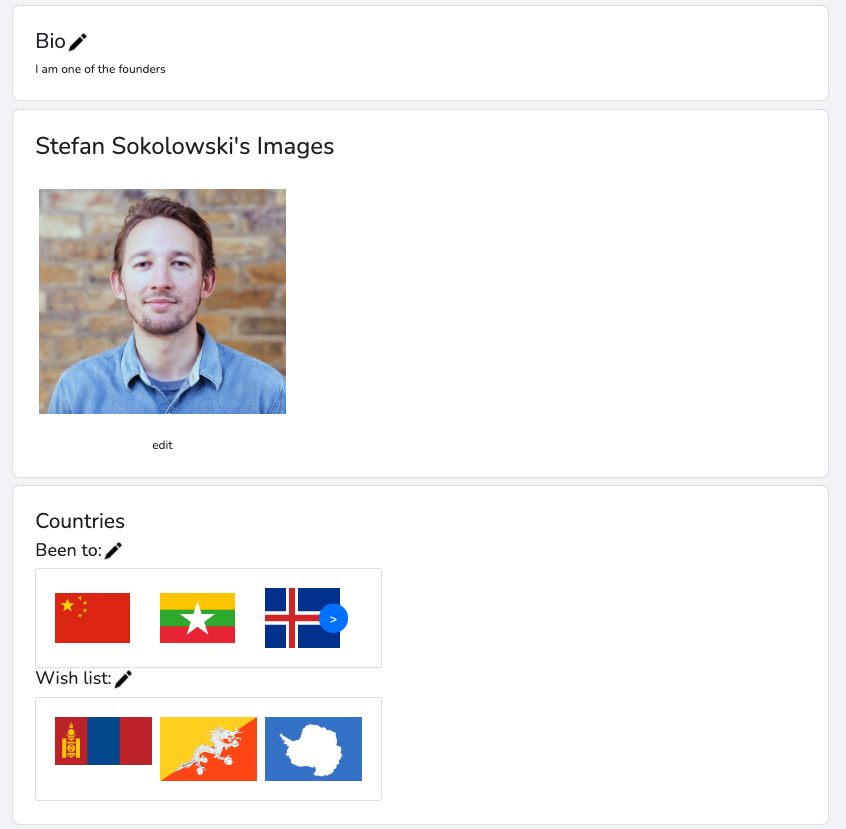 Bio
I am one of the founders
Stefan Sokolowski's Images
edit
Countries
Been to:
>
Wish list: